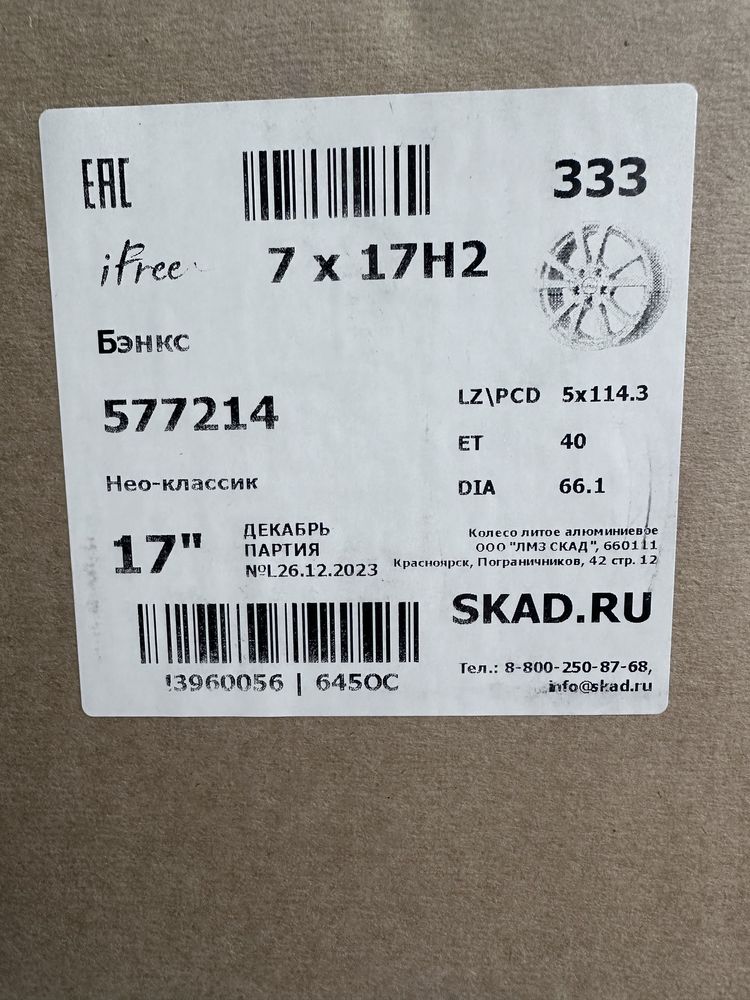 EAC
333
iFree
7 x 17H2
Бэнкс
577214
LZ\PCD 5x114.3
ET 40
DIA 66.1
Нео-классик
17"
ДЕКАБРЬ
ПАРТИЯ
№L26.12.2023
Колесо литое алюминиевое
ООО "ЛМЗ СКАД", 660111
Красноярск, Пограничников, 42 стр. 12
SKAD.RU
!3960056 | 645OC
Тел.: 8-800-250-87-68,
info@skad.ru